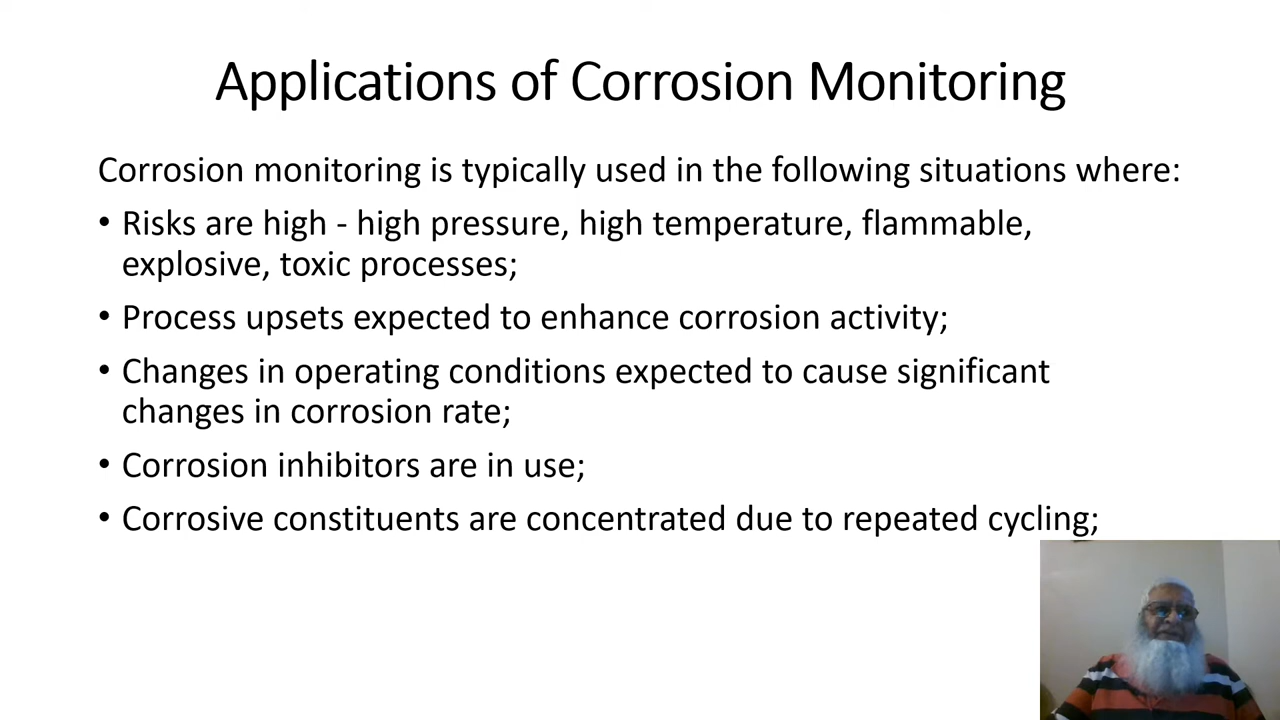 Applications of Corrosion Monitoring
Corrosion monitoring is typically used in the following situations where:
• Risks are high - high pressure, high temperature, flammable,
explosive, toxic processes;
• Process upsets expected to enhance corrosion activity;
• Changes in operating conditions expected to cause significant
changes in corrosion rate;
• Corrosion inhibitors are in use;
• Corrosive constituents are concentrated due to repeated cycling;